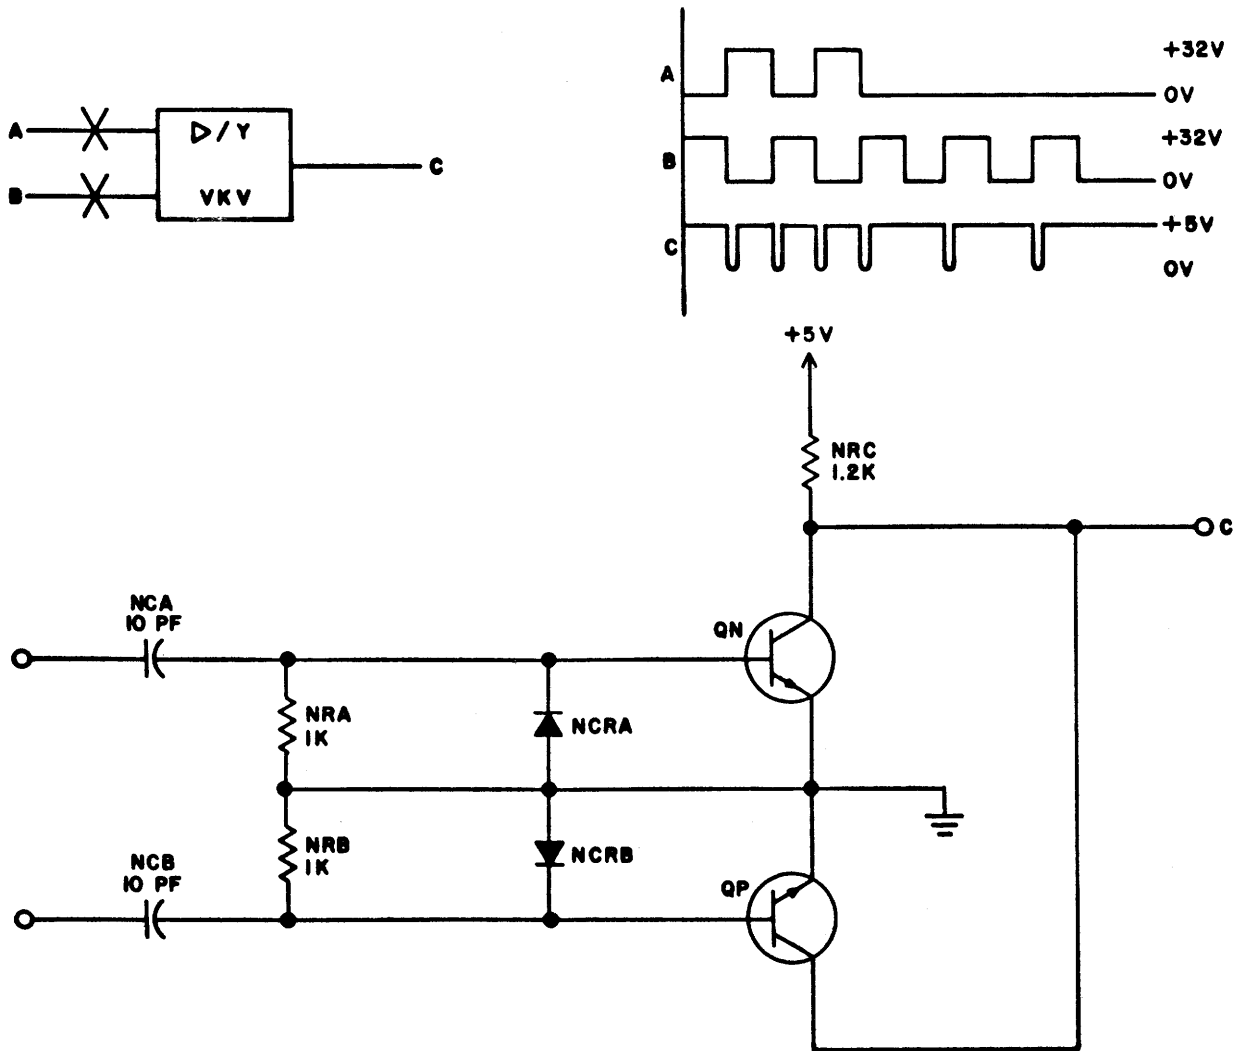 A
B
▷/Y
VKV
C
A
+32V
0V
B
+32V
0V
C
+5V
0V
+5V
NRC
1.2K
C
NCA
10 PF
QN
NRA
1K
NCRA
NRB
1K
NCRB
NCB
10 PF
QP